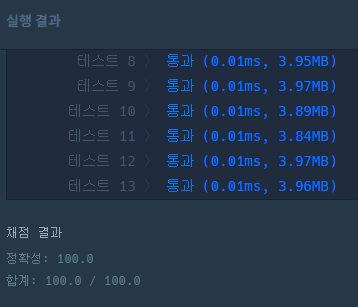 실행 결과
테스트 8 〉 통과 (0.01ms, 3.95MB)
테스트 9 〉 통과 (0.01ms, 3.97MB)
테스트 10 〉 통과 (0.01ms, 3.89MB)
테스트 11 〉 통과 (0.01ms, 3.84MB)
테스트 12 〉 통과 (0.01ms, 3.97MB)
테스트 13 〉 통과 (0.01ms, 3.96MB)
채점 결과
정확성: 100.0
합계: 100.0 / 100.0